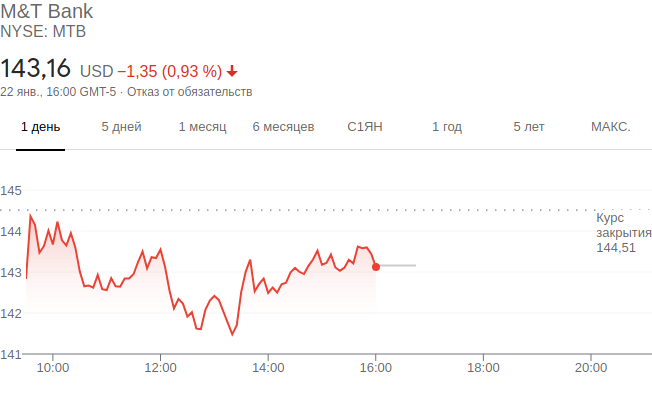 M&T Bank
NYSE: MTB
143,16 USD −1,35 (0,93 %)
22 янв., 16:00 GMT-5 · Отказ от обязательств
1 день 5 дней 1 месяц 6 месяцев С1ЯН 1 год 5 лет МАКС.
145
Курс
закрытия
144,51
144
143
142
141
10:00 12:00 14:00 16:00 18:00 20:00